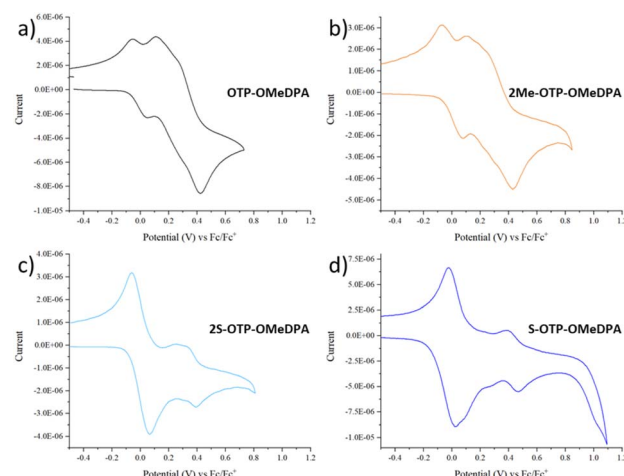 a)
6.0E-06
4.0E-06
2.0E-06
0.0E+00
-2.0E-06
-4.0E-06
-6.0E-06
-8.0E-06
-1.0E-05
Current
OTP-OMeDPA
-0.4 -0.2 0.0 0.2 0.4 0.6 0.8 1.0 1.2
Potential (V) vs Fc/Fc⁺
b)
3.0E-06
2.0E-06
1.0E-06
0.0E+00
-1.0E-06
-2.0E-06
-3.0E-06
-4.0E-06
-5.0E-06
Current
2Me-OTP-OMeDPA
-0.4 -0.2 0.0 0.2 0.4 0.6 0.8 1.0 1.2
Potential (V) vs Fc/Fc⁺
c)
4.0E-06
3.0E-06
2.0E-06
1.0E-06
0.0E+00
-1.0E-06
-2.0E-06
-3.0E-06
-4.0E-06
Current
2S-OTP-OMeDPA
-0.4 -0.2 0.0 0.2 0.4 0.6 0.8 1.0 1.2
Potential (V) vs Fc/Fc⁺
d)
7.5E-06
5.0E-06
2.5E-06
0.0E+00
-2.5E-06
-5.0E-06
-7.5E-06
-1.0E-05
Current
S-OTP-OMeDPA
-0.4 -0.2 0.0 0.2 0.4 0.6 0.8 1.0 1.2
Potential (V) vs Fc/Fc⁺